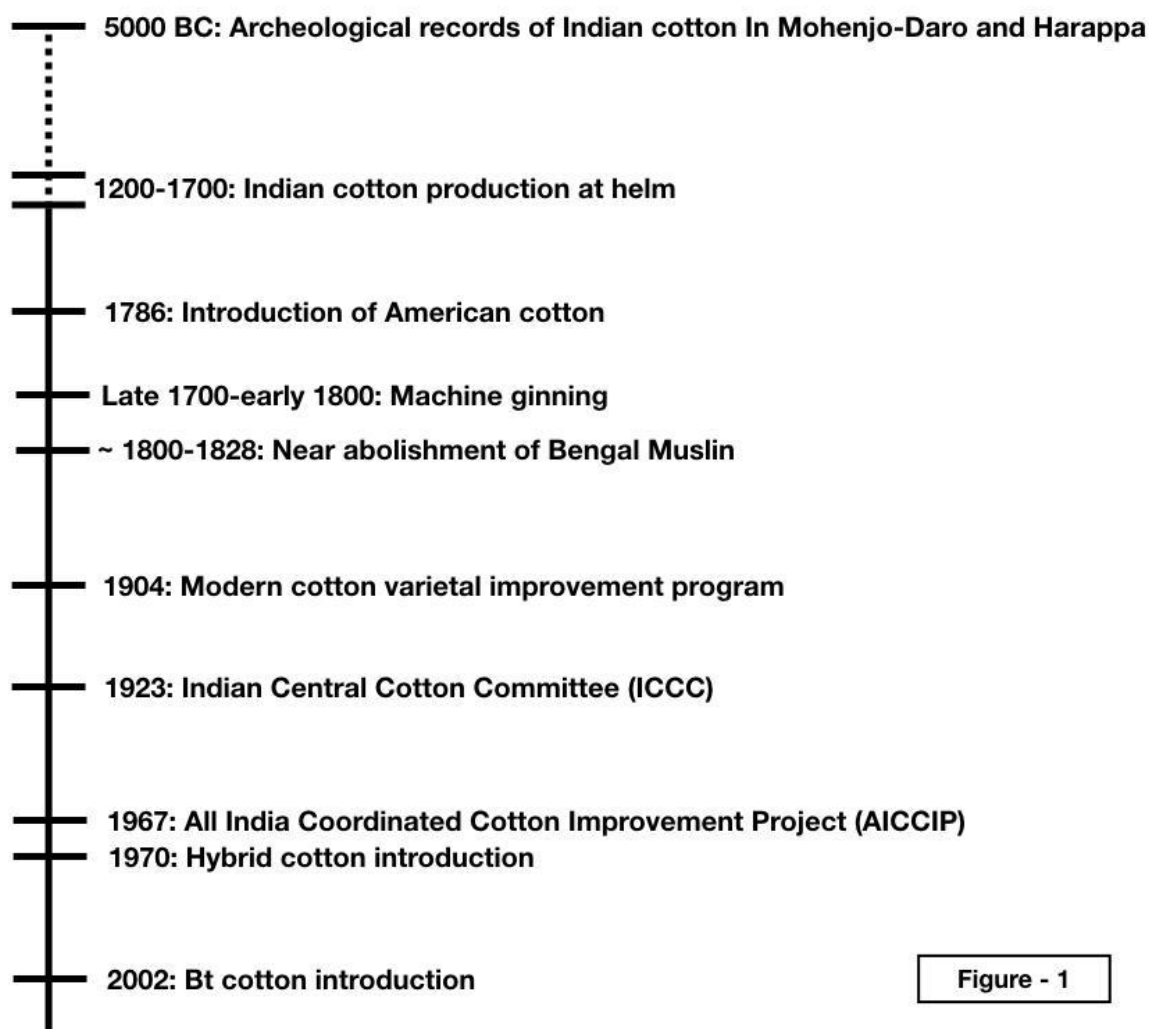 5000 BC: Archeological records of Indian cotton In Mohenjo-Daro and Harappa
1200-1700: Indian cotton production at helm
1786: Introduction of American cotton
Late 1700-early 1800: Machine ginning
~ 1800-1828: Near abolishment of Bengal Muslin
1904: Modern cotton varietal improvement program
1923: Indian Central Cotton Committee (ICCC)
1967: All India Coordinated Cotton Improvement Project (AICCIP)
1970: Hybrid cotton introduction
2002: Bt cotton introduction
Figure - 1